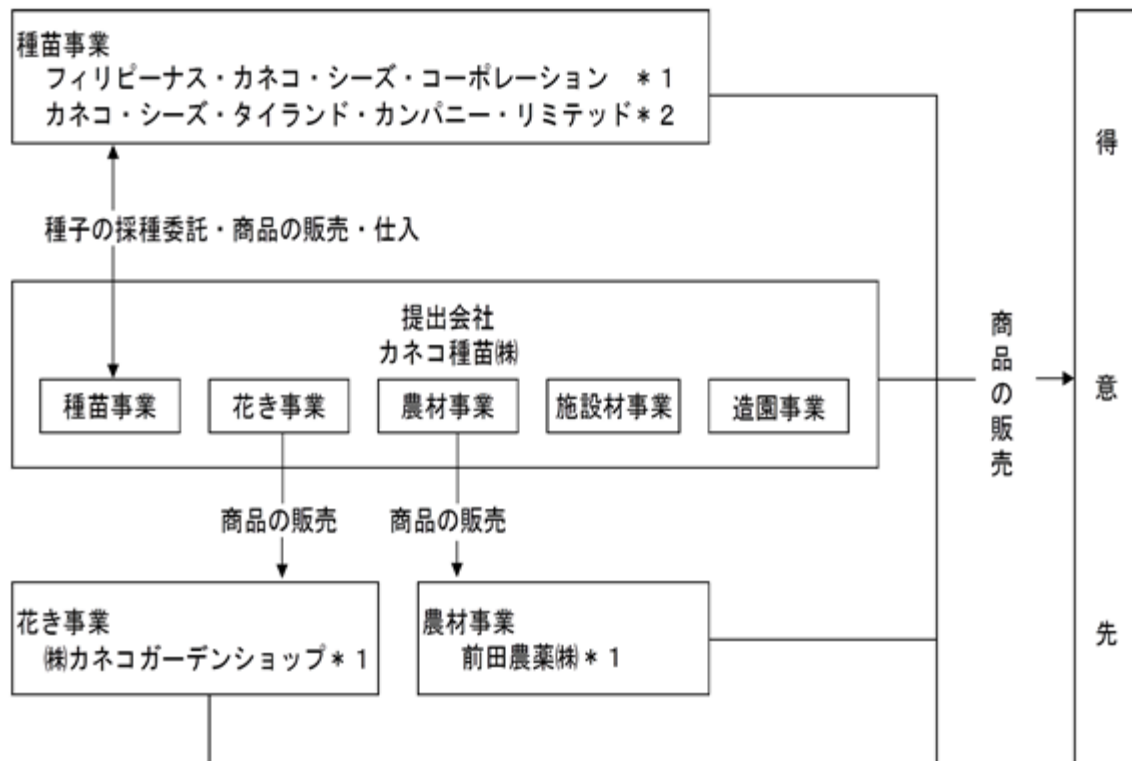 種苗事業
フィリピーナス・カネコ・シーズ・コーポレーション ＊１
カネコ・シーズ・タイランド・カンパニー・リミテッド＊２
種子の採種委託・商品の販売・仕入
提出会社
カネコ種苗㈱
種苗事業
花き事業
農材事業
施設材事業
造園事業
商品の販売
商品の販売
花き事業
㈱カネコガーデンショップ＊１
農材事業
前田農薬㈱＊１
商品の販売
得意先